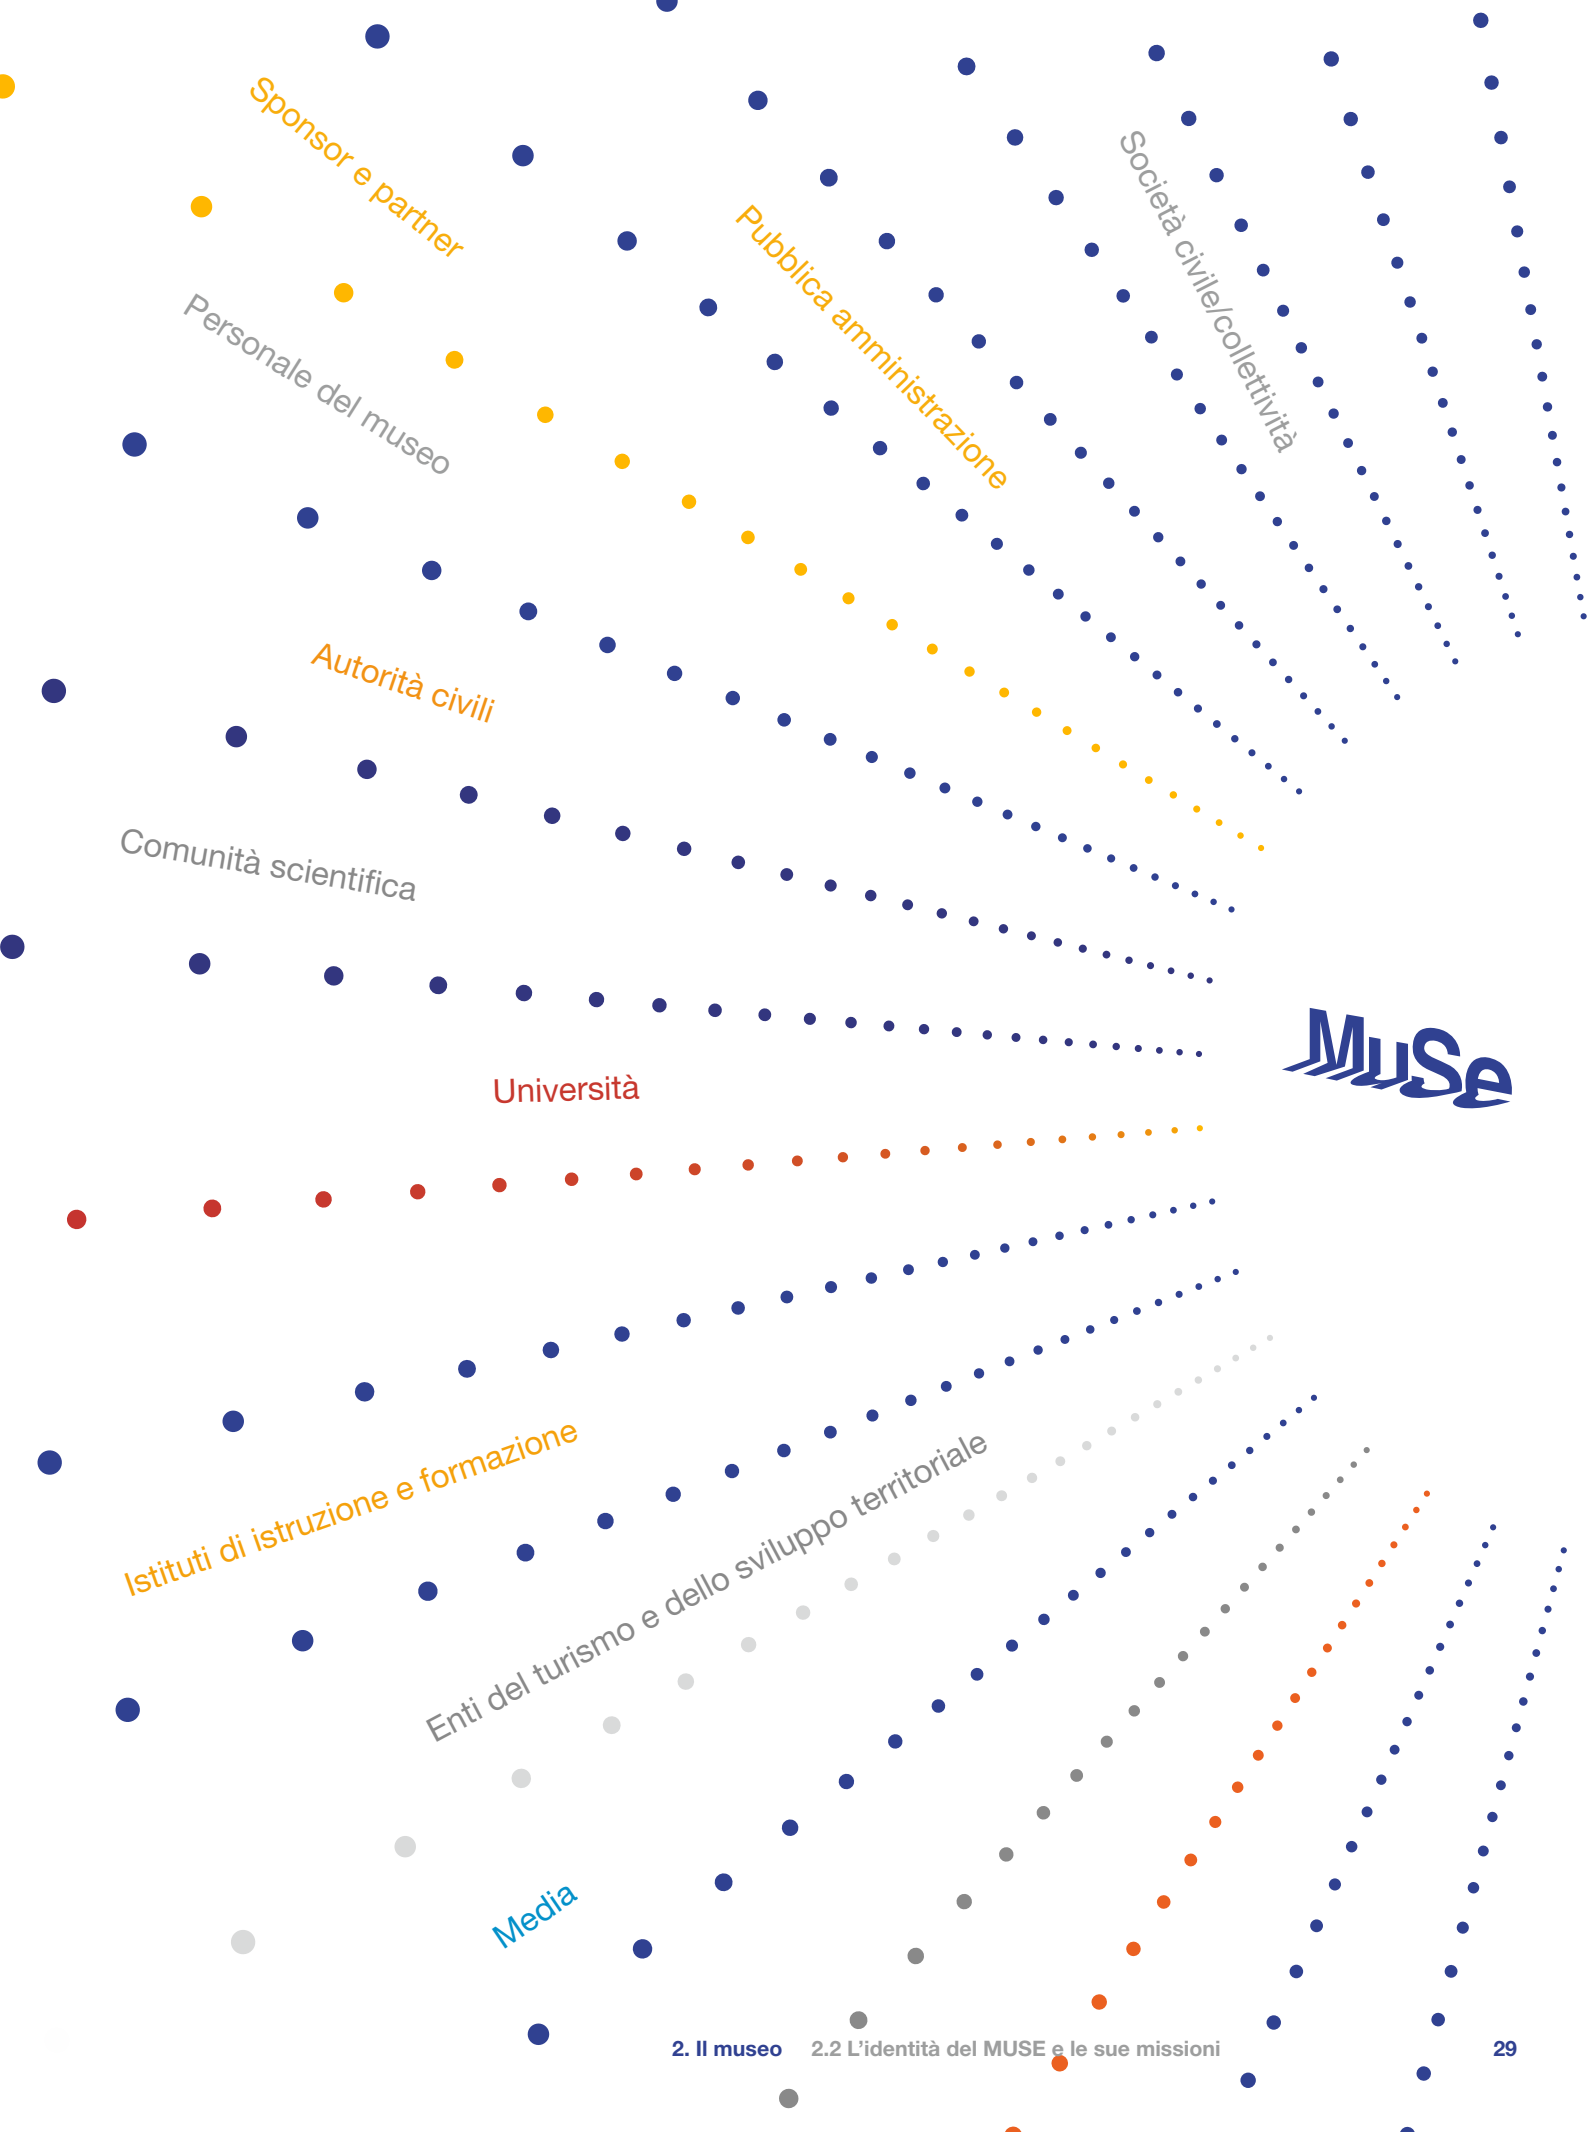 Sponsor e partner
Società civile/collettività
Pubblica amministrazione
Personale del museo
Autorità civili
Comunità scientifica
MuSe
Università
Istituti di istruzione e formazione
Enti del turismo e dello sviluppo territoriale
Media
2. Il museo 2.2 L'identità del MUSE e le sue missioni 29